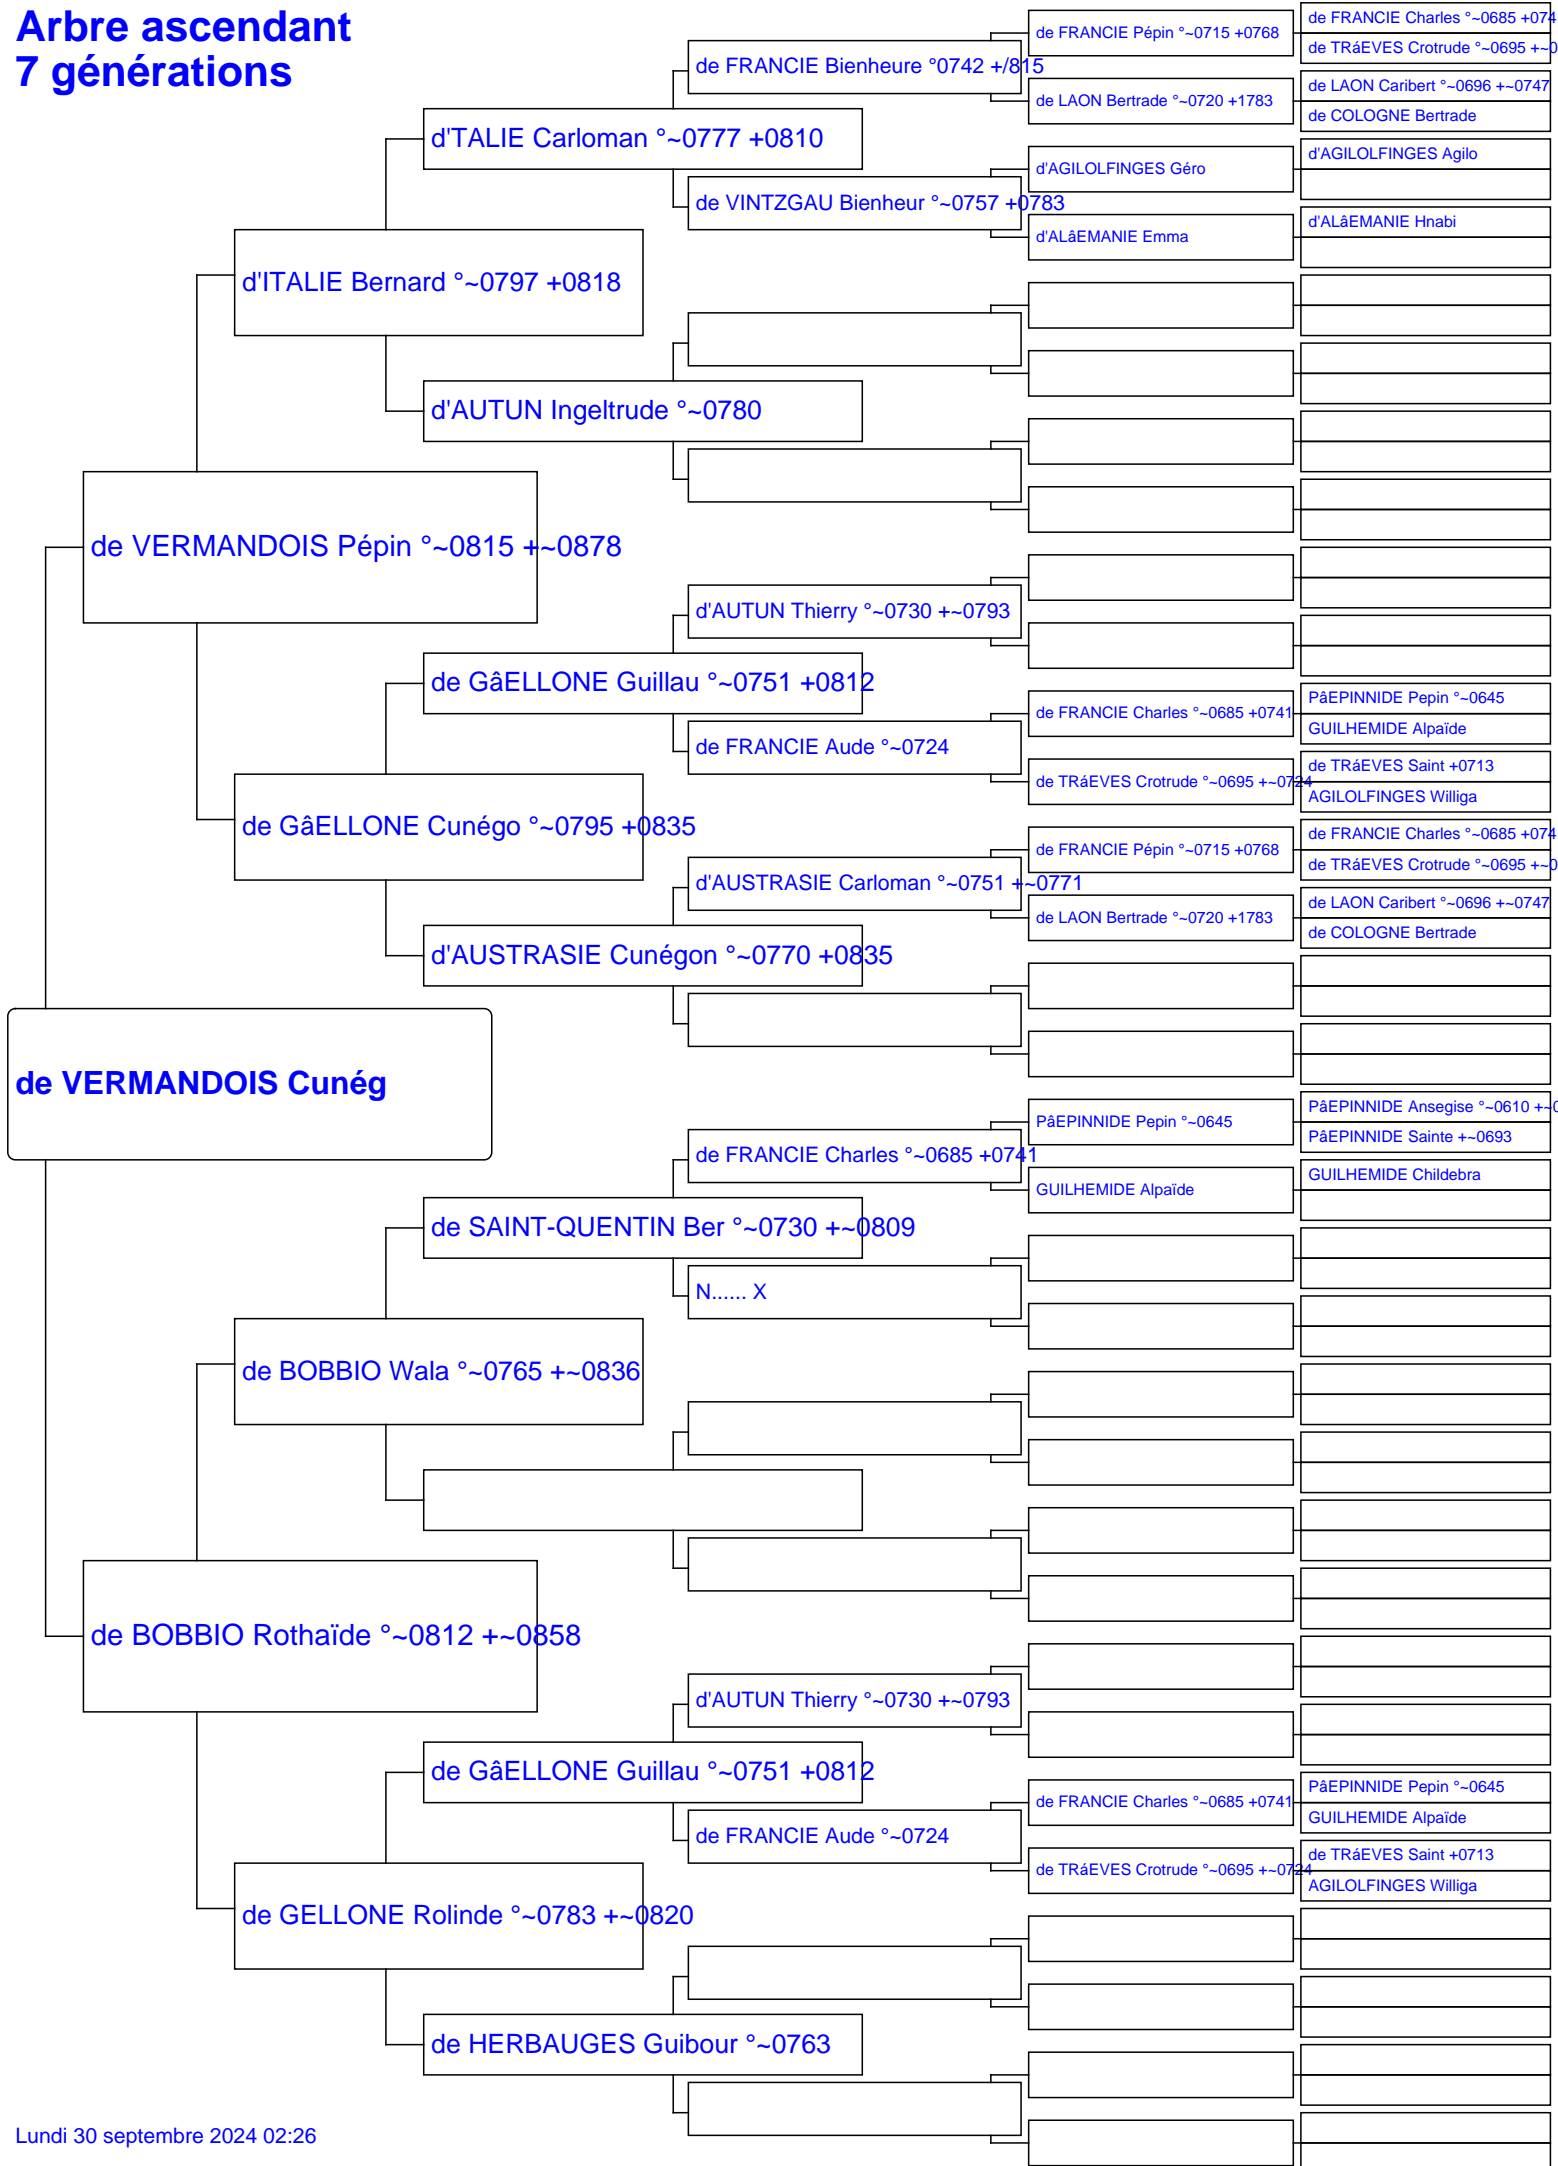 Arbre ascendant
7 générations
de FRANCIE Charles °~0685 +074
de FRANCIE Pépin °~0715 +0768
de TRáEVES Crotrude °~0695 +~0
de FRANCIE Bienheure °0742 +/815
de LAON Caribert °~0696 +~0747
de LAON Bertrade °~0720 +1783
de COLOGNE Bertrade
d'TALIE Carloman °~0777 +0810
d'AGILOLFINGES Agilo
d'AGILOLFINGES Géro
de VINTZGAU Bienheur °~0757 +0783
d'ALâEMANIE Hnabi
d'ALâEMANIE Emma
d'ITALIE Bernard °~0797 +0818
d'AUTUN Ingeltrude °~0780
de VERMANDOIS Pépin °~0815 +~0878
d'AUTUN Thierry °~0730 +~0793
de GâELLONE Guillau °~0751 +0812
PâEPINNIDE Pepin °~0645
de FRANCIE Charles °~0685 +0741
GUILHEMIDE Alpaïde
de FRANCIE Aude °~0724
de TRáEVES Saint +0713
de TRáEVES Crotrude °~0695 +~0724
AGILOLFINGES Williga
de GâELLONE Cunégo °~0795 +0835
de FRANCIE Charles °~0685 +074
de FRANCIE Pépin °~0715 +0768
de TRáEVES Crotrude °~0695 +~0
d'AUSTRASIE Carloman °~0751 +~0771
de LAON Caribert °~0696 +~0747
de LAON Bertrade °~0720 +1783
de COLOGNE Bertrade
d'AUSTRASIE Cunégon °~0770 +0835
de VERMANDOIS Cunég
PâEPINNIDE Ansegise °~0610 +~0
PâEPINNIDE Pepin °~0645
PâEPINNIDE Sainte +~0693
de FRANCIE Charles °~0685 +0741
GUILHEMIDE Childebra
GUILHEMIDE Alpaïde
de SAINT-QUENTIN Ber °~0730 +~0809
N...... X
de BOBBIO Wala °~0765 +~0836
de BOBBIO Rothaïde °~0812 +~0858
d'AUTUN Thierry °~0730 +~0793
de GâELLONE Guillau °~0751 +0812
PâEPINNIDE Pepin °~0645
de FRANCIE Charles °~0685 +0741
GUILHEMIDE Alpaïde
de FRANCIE Aude °~0724
de TRáEVES Saint +0713
de TRáEVES Crotrude °~0695 +~0724
AGILOLFINGES Williga
de GELLONE Rolinde °~0783 +~0820
de HERBAUGES Guibour °~0763
Lundi 30 septembre 2024 02:26